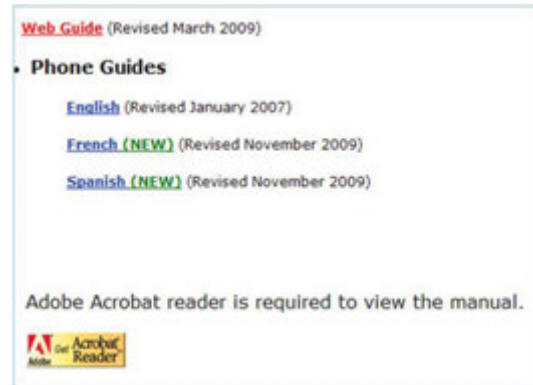 Web Guide (Revised March 2009)
• Phone Guides
English (Revised January 2007)
French (NEW) (Revised November 2009)
Spanish (NEW) (Revised November 2009)
Adobe Acrobat reader is required to view the manual.
Get Acrobat
Adobe Reader